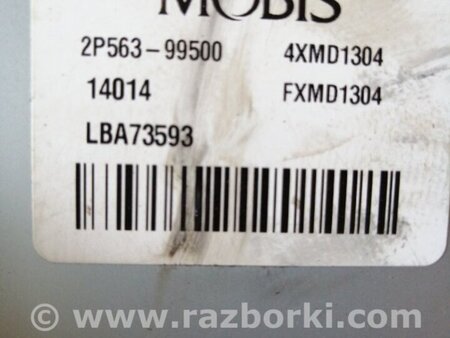 MOBIS
2P563-99500 4XMD1304
14014 FXMD1304
LBA73593
© www.razborki.com